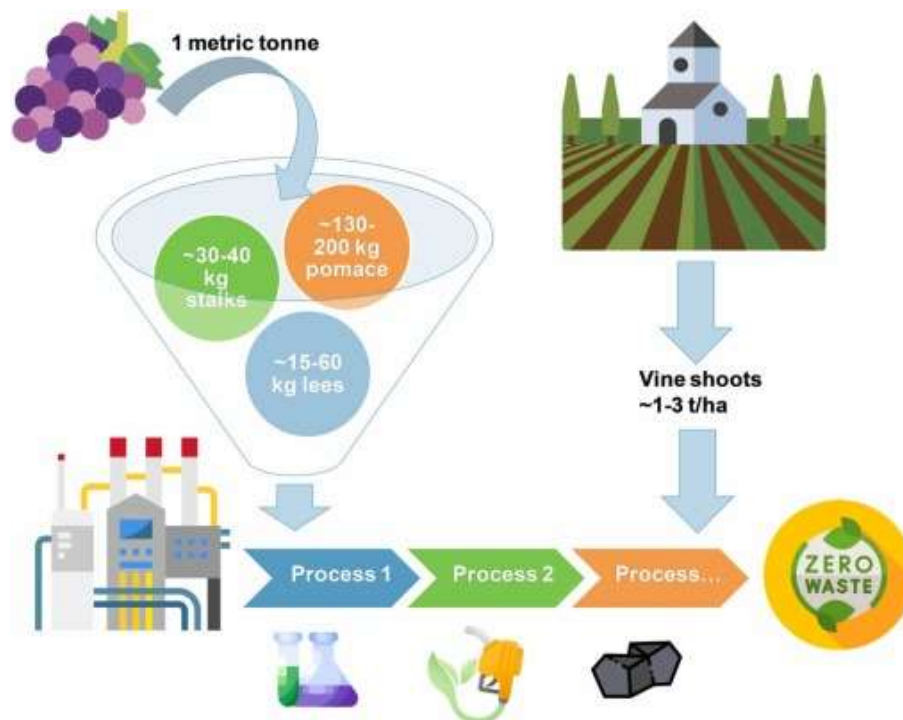 1 metric tonne
~130-
200 kg
pomace
~30-40
kg
stalks
~15-60
kg lees
Vine shoots
~1-3 t/ha
Process 1
Process 2
Process...
ZERO
WASTE